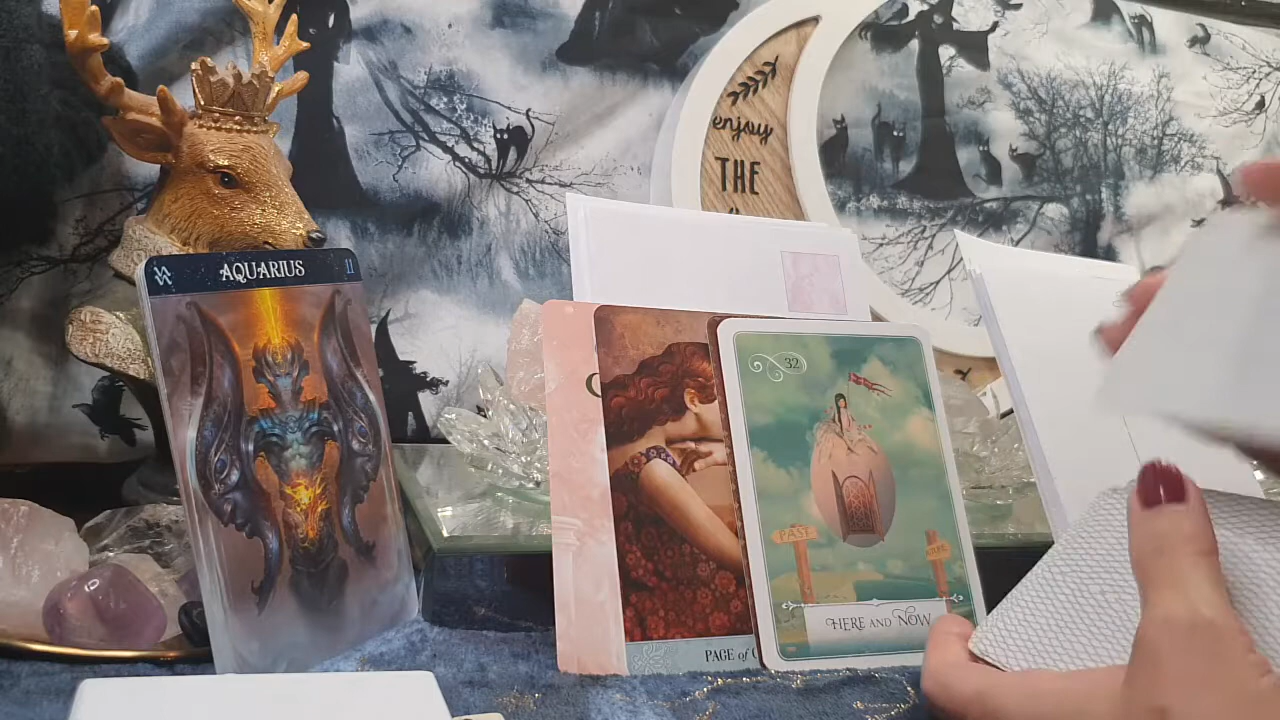 AQUARIUS
11
enjoy
THE
32
PAST
HERE AND NOW
PAGE of